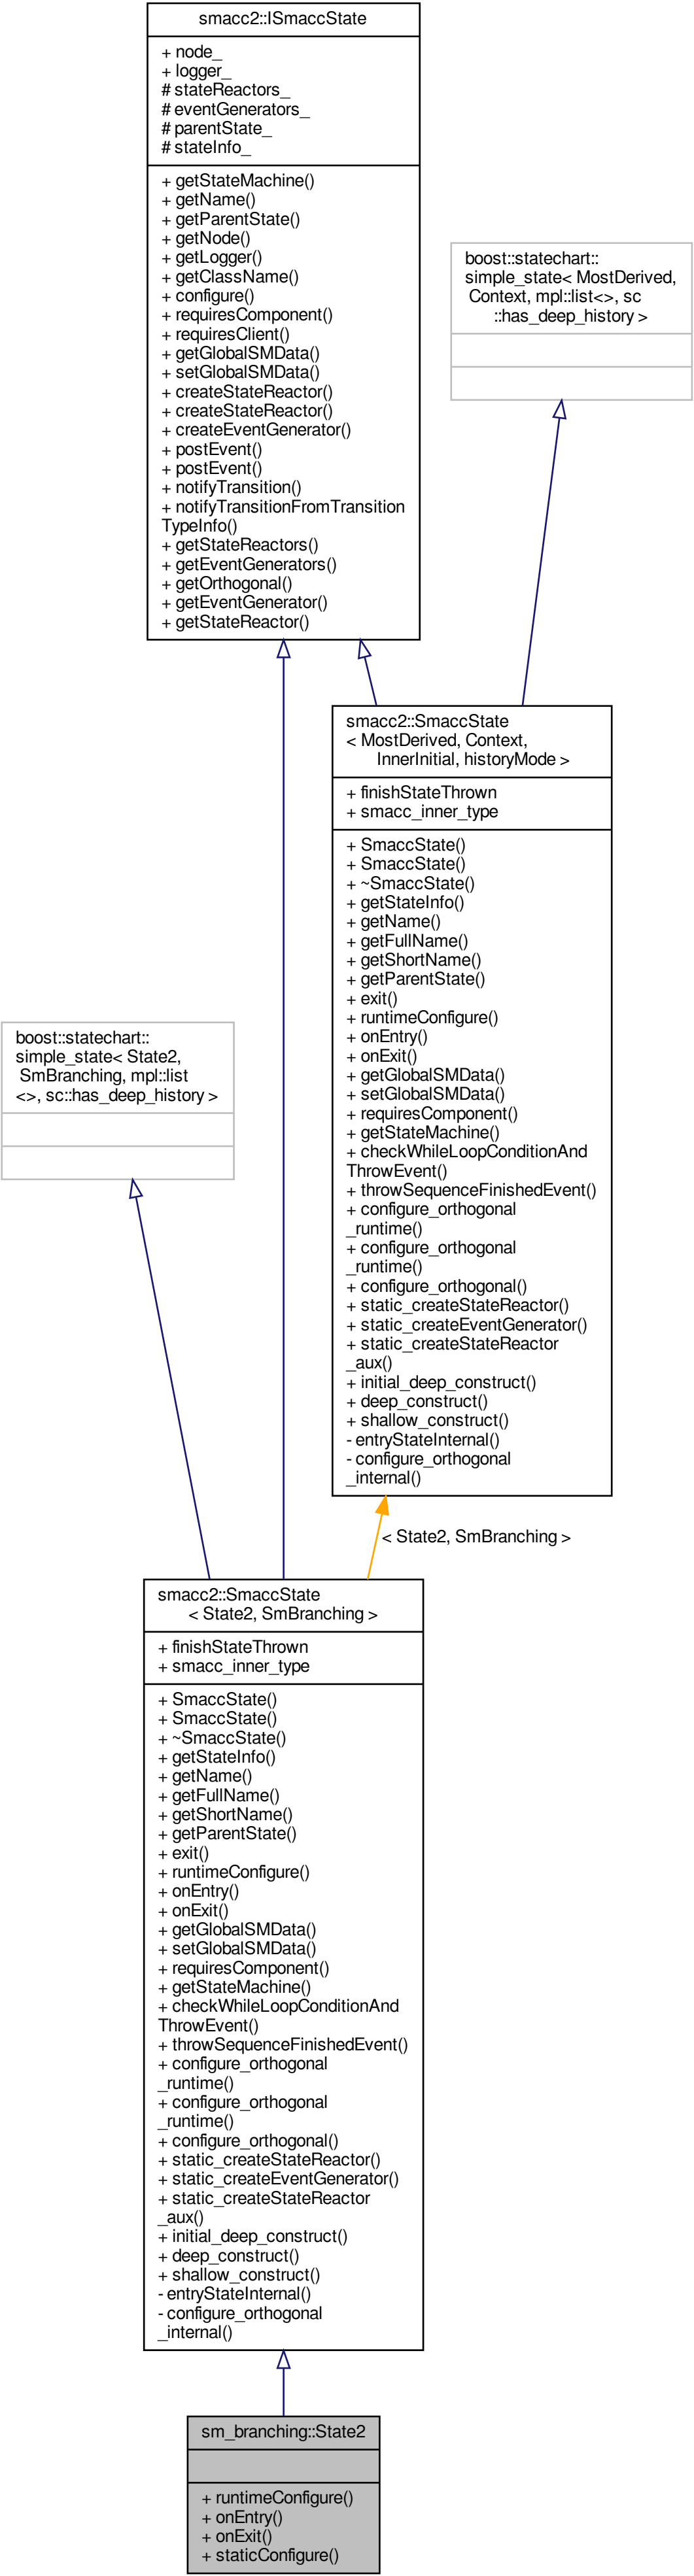 smacc2::ISmaccState
+ node_
+ logger_
# stateReactors_
# eventGenerators_
# parentState_
# stateInfo_
+ getStateMachine()
+ getName()
+ getParentState()
+ getNode()
+ getLogger()
+ getClassName()
+ configure()
+ requiresComponent()
+ requiresClient()
+ getGlobalSMData()
+ setGlobalSMData()
+ createStateReactor()
+ createStateReactor()
+ createEventGenerator()
+ postEvent()
+ postEvent()
+ notifyTransition()
+ notifyTransitionFromTransition
TypeInfo()
+ getStateReactors()
+ getEventGenerators()
+ getOrthogonal()
+ getEventGenerator()
+ getStateReactor()
boost::statechart::
simple_state< MostDerived,
Context, mpl::list<>, sc
::has_deep_history >
smacc2::SmaccState
< MostDerived, Context,
InnerInitial, historyMode >
+ finishStateThrown
+ smacc_inner_type
+ SmaccState()
+ SmaccState()
+ ~SmaccState()
+ getStateInfo()
+ getName()
+ getFullName()
+ getShortName()
+ getParentState()
+ exit()
+ runtimeConfigure()
+ onEntry()
+ onExit()
+ getGlobalSMData()
+ setGlobalSMData()
+ requiresComponent()
+ getStateMachine()
+ checkWhileLoopConditionAnd
ThrowEvent()
+ throwSequenceFinishedEvent()
+ configure_orthogonal
_runtime()
+ configure_orthogonal
_runtime()
+ configure_orthogonal()
+ static_createStateReactor()
+ static_createEventGenerator()
+ static_createStateReactor
_aux()
+ initial_deep_construct()
+ deep_construct()
+ shallow_construct()
- entryStateInternal()
- configure_orthogonal
_internal()
boost::statechart::
simple_state< State2,
SmBranching, mpl::list
<>, sc::has_deep_history >
< State2, SmBranching >
smacc2::SmaccState
< State2, SmBranching >
+ finishStateThrown
+ smacc_inner_type
+ SmaccState()
+ SmaccState()
+ ~SmaccState()
+ getStateInfo()
+ getName()
+ getFullName()
+ getShortName()
+ getParentState()
+ exit()
+ runtimeConfigure()
+ onEntry()
+ onExit()
+ getGlobalSMData()
+ setGlobalSMData()
+ requiresComponent()
+ getStateMachine()
+ checkWhileLoopConditionAnd
ThrowEvent()
+ throwSequenceFinishedEvent()
+ configure_orthogonal
_runtime()
+ configure_orthogonal
_runtime()
+ configure_orthogonal()
+ static_createStateReactor()
+ static_createEventGenerator()
+ static_createStateReactor
_aux()
+ initial_deep_construct()
+ deep_construct()
+ shallow_construct()
- entryStateInternal()
- configure_orthogonal
_internal()
sm_branching::State2
+ runtimeConfigure()
+ onEntry()
+ onExit()
+ staticConfigure()